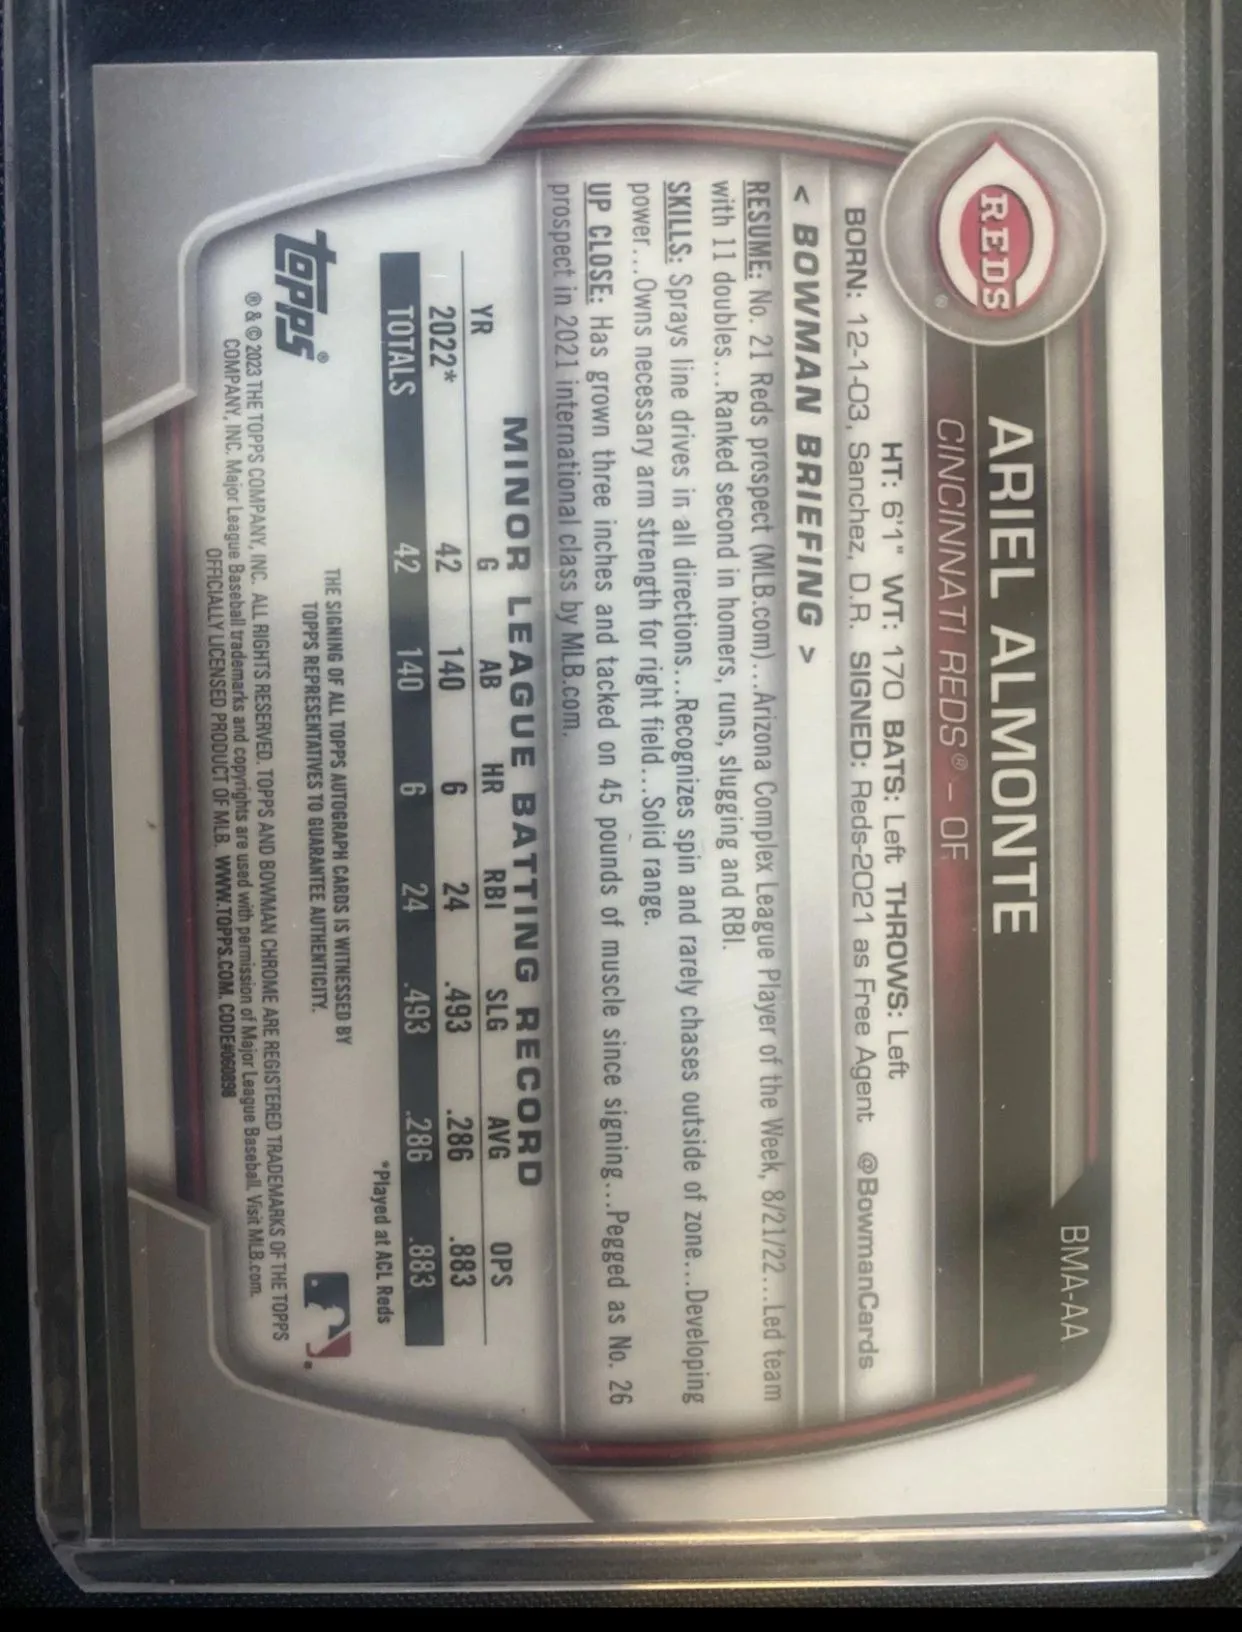 BMA-AA
REDS®
ARIEL ALMONTE
CINCINNATI REDS® – OF
HT: 6'1" WT: 170 BATS: Left THROWS: Left
BORN: 12-1-03, Sanchez, D.R. SIGNED: Reds-2021 as Free Agent @BowmanCards
< BOWMAN BRIEFING >
RESUME: No. 21 Reds prospect (MLB.com)...Arizona Complex League Player of the Week, 8/21/22...Led team
with 11 doubles...Ranked second in homers, runs, slugging and RBI.
SKILLS: Sprays line drives in all directions...Recognizes spin and rarely chases outside of zone...Developing
power...Owns necessary arm strength for right field...Solid range.
UP CLOSE: Has grown three inches and tacked on 45 pounds of muscle since signing...Pegged as No. 26
prospect in 2021 international class by MLB.com.
MINOR LEAGUE BATTING RECORD
YR G AB HR RBI SLG AVG OPS
2022* 42 140 6 24 .493 .286 .883
TOTALS 42 140 6 24 .493 .286 .883
*Played at ACL Reds
THE SIGNING OF ALL TOPPS AUTOGRAPH CARDS IS WITNESSED BY
TOPPS REPRESENTATIVES TO GUARANTEE AUTHENTICITY.
topps®
® & © 2023 THE TOPPS COMPANY, INC. ALL RIGHTS RESERVED. TOPPS AND BOWMAN CHROME ARE REGISTERED TRADEMARKS OF THE TOPPS
COMPANY, INC. Major League Baseball trademarks and copyrights are used with permission of Major League Baseball. Visit MLB.com.
OFFICIALLY LICENSED PRODUCT OF MLB. WWW.TOPPS.COM. CODE#060898